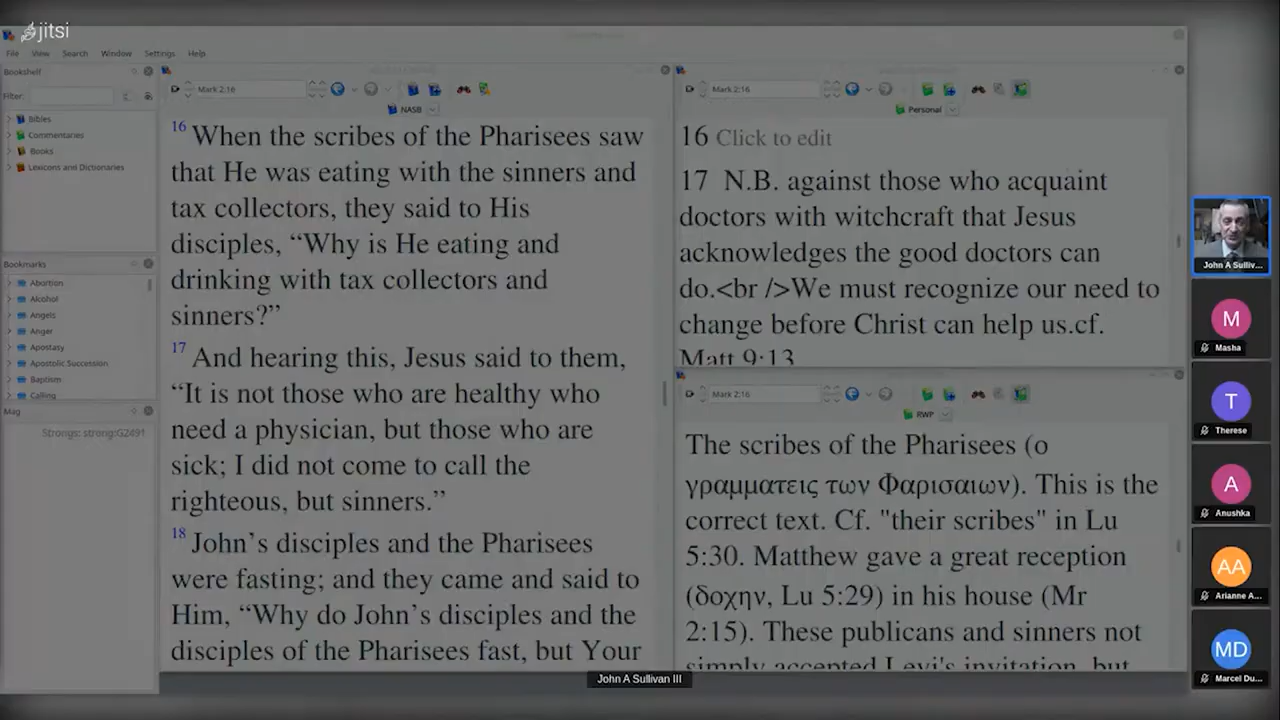 jitsi
File View Search Window Settings Help
Bookshelf
Filter:
Bibles
Commentaries
Books
Lexicons and Dictionaries
Bookmarks
Abortion
Alcohol
Angels
Anger
Apostasy
Apostolic Succession
Baptism
Calling
Mag
Strongs: strong:G2491
Mark 2:16
NASB
16 When the scribes of the Pharisees saw
that He was eating with the sinners and
tax collectors, they said to His
disciples, “Why is He eating and
drinking with tax collectors and
sinners?”
17 And hearing this, Jesus said to them,
“It is not those who are healthy who
need a physician, but those who are
sick; I did not come to call the
righteous, but sinners.”
18 John’s disciples and the Pharisees
were fasting; and they came and said to
Him, “Why do John’s disciples and the
disciples of the Pharisees fast, but Your
Mark 2:16
Personal
16 Click to edit
17 N.B. against those who acquaint
doctors with witchcraft that Jesus
acknowledges the good doctors can
do.<br />We must recognize our need to
change before Christ can help us.cf.
Matt 9:13
Mark 2:16
RWP
The scribes of the Pharisees (ο
γραμματεις των Φαρισαιων). This is the
correct text. Cf. "their scribes" in Lu
5:30. Matthew gave a great reception
(δοχην, Lu 5:29) in his house (Mr
2:15). These publicans and sinners not
simply accepted Levi's invitation, but
John A Sullivan III
John A Sulliv...
M
Masha
T
Therese
A
Anushka
AA
Arianne A...
MD
Marcel Du...